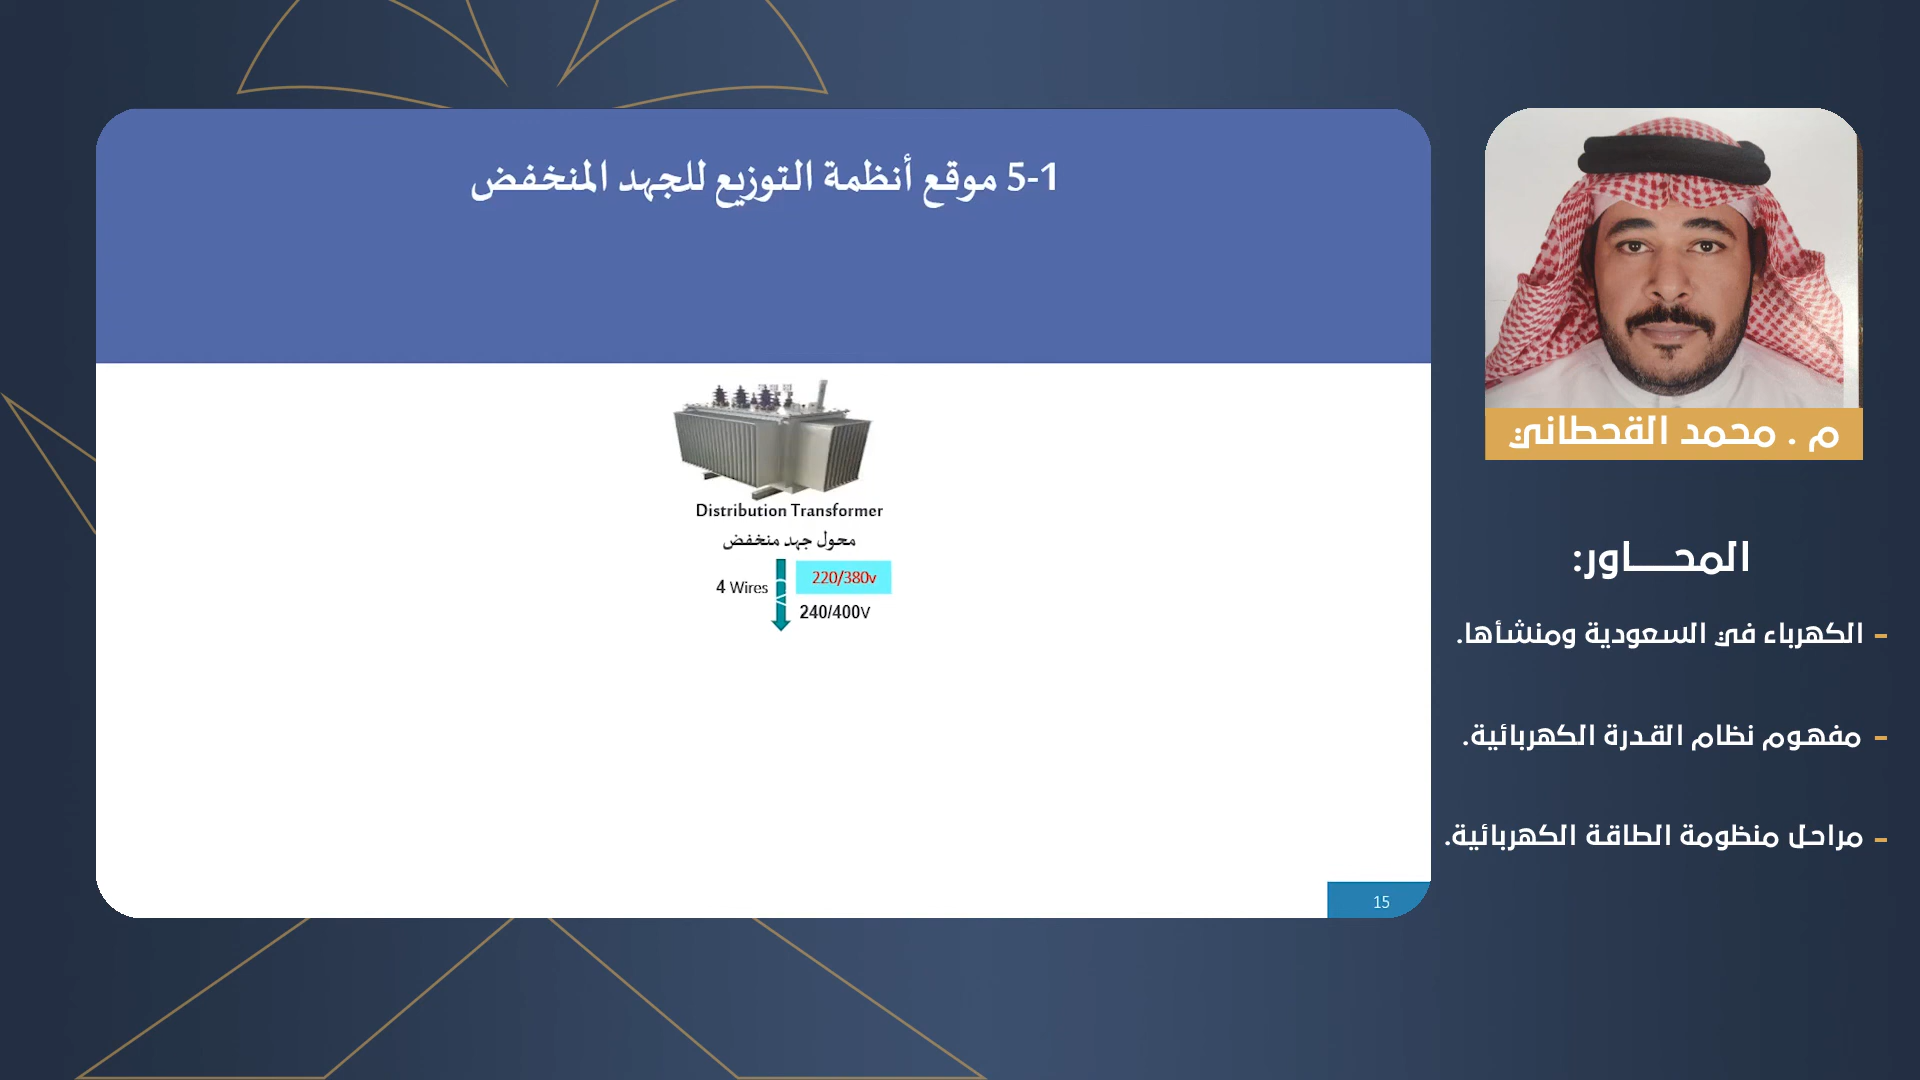 5-1 موقع أنظمة التوزيع للجهد المنخفض
Distribution Transformer
محول جهد منخفض
4 Wires
220/380v
240/400V
15
م . محمد القحطاني
المحـــاور:
- الكهرباء في السعودية ومنشأها.
- مفهوم نظام القدرة الكهربائية.
- مراحل منظومة الطاقة الكهربائية.